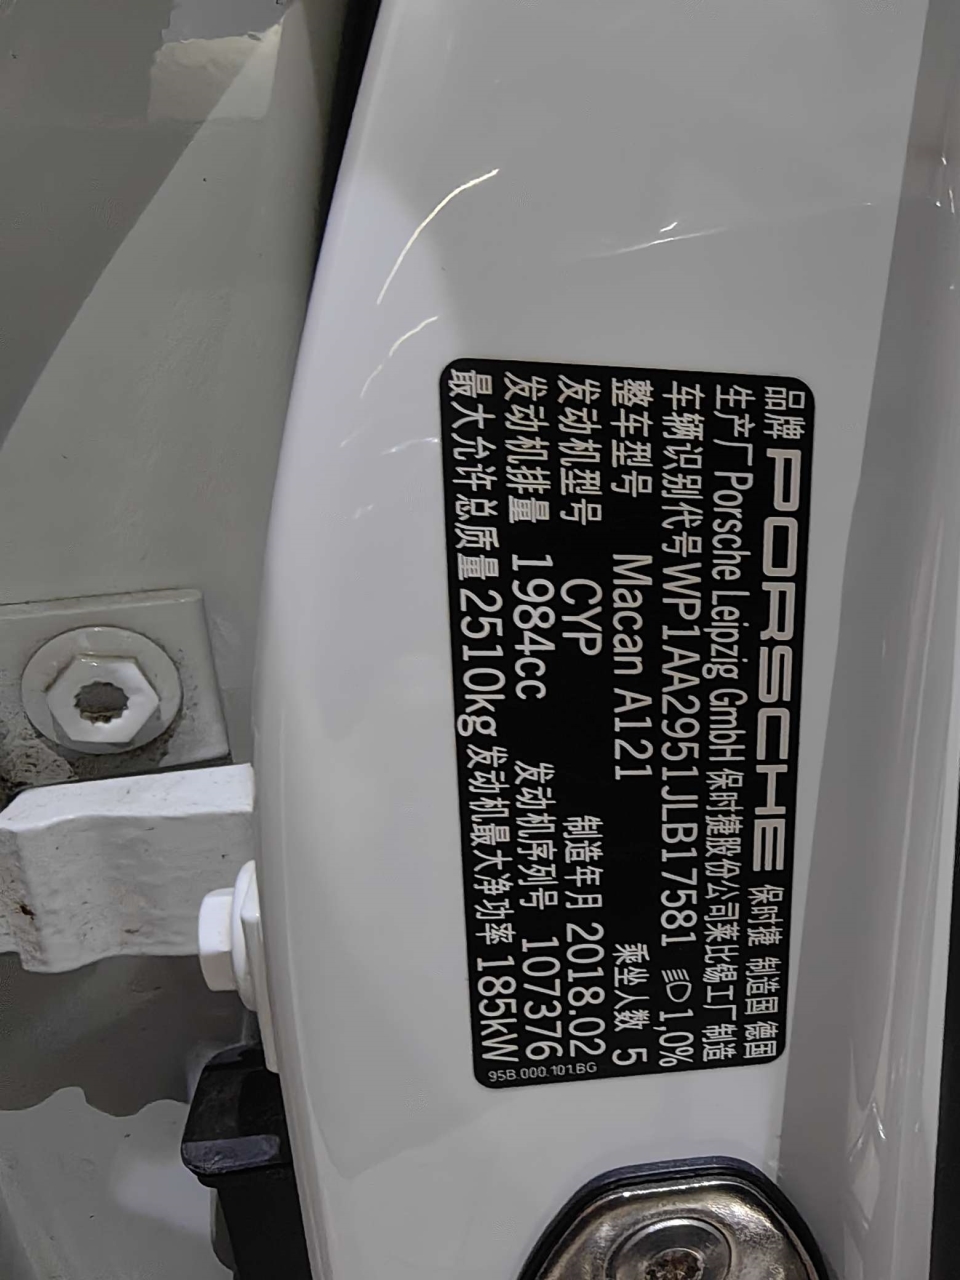 品牌 PORSCHE 保时捷 制造国 德国
生产厂 Porsche Leipzig GmbH 保时捷股份公司莱比锡工厂制造
车辆识别代号 WP1AA2951JLB17581 1,0%
整车型号 Macan A121 乘坐人数 5
发动机型号 CYP 制造年月 2018.02
发动机排量 1984cc 发动机序列号 107376
最大允许总质量 2510kg 发动机最大净功率 185kW
95B.000.101.BG